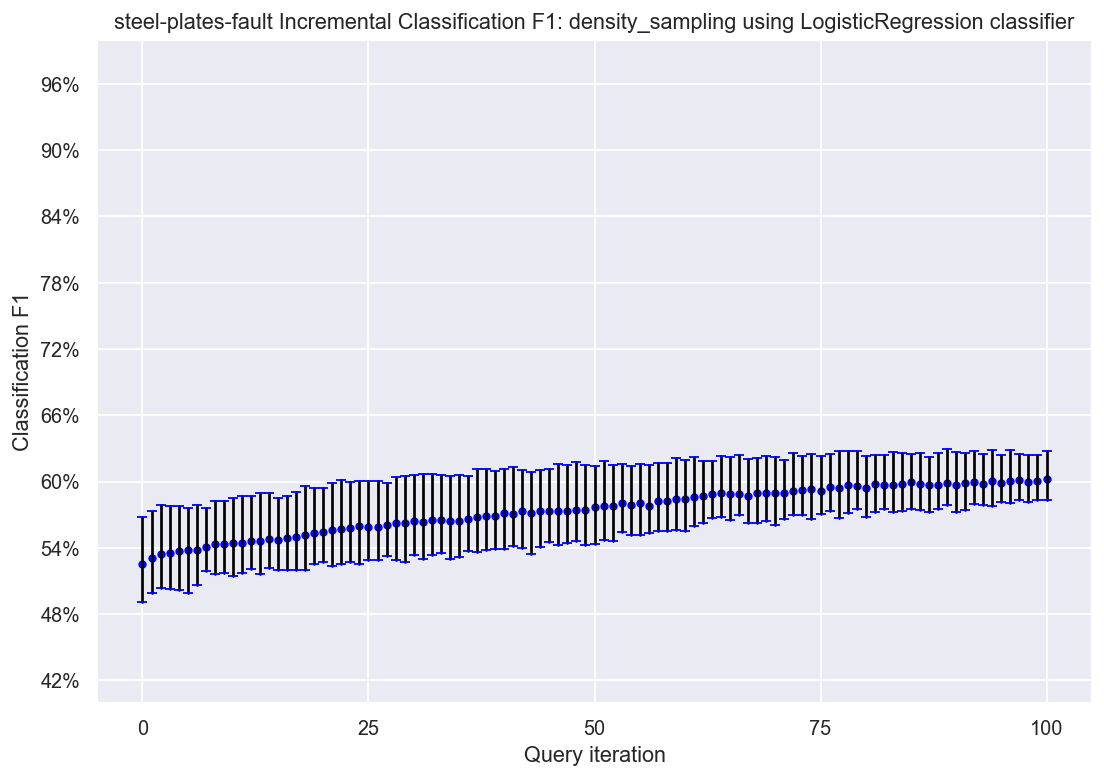 steel-plates-fault Incremental Classification F1: density_sampling using LogisticRegression classifier
96%
90%
84%
78%
72%
66%
60%
54%
48%
42%
Classification F1
0 25 50 75 100
Query iteration